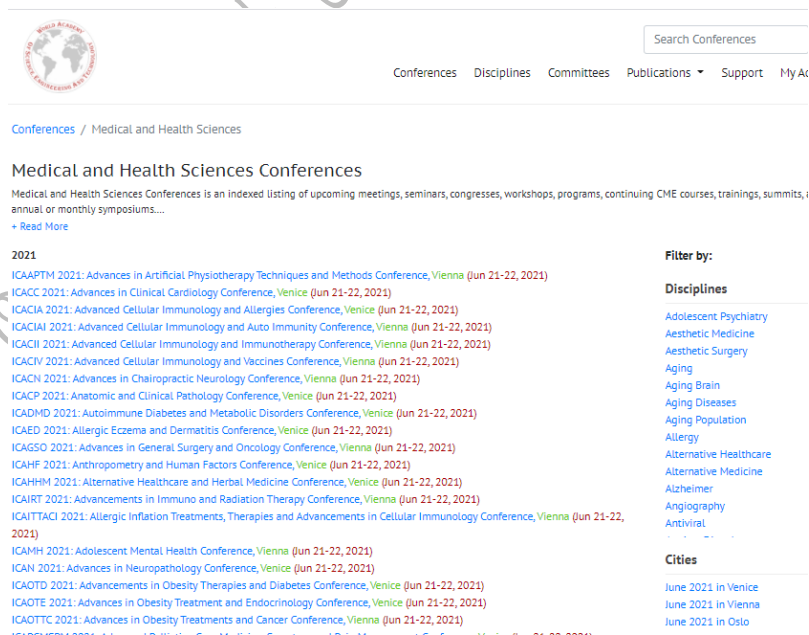 WORLD ACADEMY
OF SCIENCE, ENGINEERING AND TECHNOLOGY
Search Conferences
Conferences Disciplines Committees Publications Support My Ac
Conferences / Medical and Health Sciences
Medical and Health Sciences Conferences
Medical and Health Sciences Conferences is an indexed listing of upcoming meetings, seminars, congresses, workshops, programs, continuing CME courses, trainings, summits,
annual or monthly symposiums....
+ Read More
2021
ICAAPTM 2021: Advances in Artificial Physiotherapy Techniques and Methods Conference, Vienna (Jun 21-22, 2021)
ICACC 2021: Advances in Clinical Cardiology Conference, Venice (Jun 21-22, 2021)
ICACIA 2021: Advanced Cellular Immunology and Allergies Conference, Venice (Jun 21-22, 2021)
ICACIAI 2021: Advanced Cellular Immunology and Auto Immunity Conference, Vienna (Jun 21-22, 2021)
ICACII 2021: Advanced Cellular Immunology and Immunotherapy Conference, Vienna (Jun 21-22, 2021)
ICACIV 2021: Advanced Cellular Immunology and Vaccines Conference, Vienna (Jun 21-22, 2021)
ICACN 2021: Advances in Chairopractic Neurology Conference, Vienna (Jun 21-22, 2021)
ICACP 2021: Anatomic and Clinical Pathology Conference, Venice (Jun 21-22, 2021)
ICADMD 2021: Autoimmune Diabetes and Metabolic Disorders Conference, Venice (Jun 21-22, 2021)
ICAED 2021: Allergic Eczema and Dermatitis Conference, Venice (Jun 21-22, 2021)
ICAGSO 2021: Advances in General Surgery and Oncology Conference, Vienna (Jun 21-22, 2021)
ICAHF 2021: Anthropometry and Human Factors Conference, Venice (Jun 21-22, 2021)
ICAHHM 2021: Alternative Healthcare and Herbal Medicine Conference, Venice (Jun 21-22, 2021)
ICAIRT 2021: Advancements in Immuno and Radiation Therapy Conference, Vienna (Jun 21-22, 2021)
ICAITTACI 2021: Allergic Inflation Treatments, Therapies and Advancements in Cellular Immunology Conference, Vienna (Jun 21-22,
2021)
ICAMH 2021: Adolescent Mental Health Conference, Vienna (Jun 21-22, 2021)
ICAN 2021: Advances in Neuropathology Conference, Venice (Jun 21-22, 2021)
ICAOTD 2021: Advancements in Obesity Therapies and Diabetes Conference, Venice (Jun 21-22, 2021)
ICAOTE 2021: Advances in Obesity Treatment and Endocrinology Conference, Venice (Jun 21-22, 2021)
ICAOTTC 2021: Advances in Obesity Treatments and Cancer Conference, Vienna (Jun 21-22, 2021)
Filter by:
Disciplines
Adolescent Psychiatry
Aesthetic Medicine
Aesthetic Surgery
Aging
Aging Brain
Aging Diseases
Aging Population
Allergy
Alternative Healthcare
Alternative Medicine
Alzheimer
Angiography
Antiviral
Cities
June 2021 in Venice
June 2021 in Vienna
June 2021 in Oslo